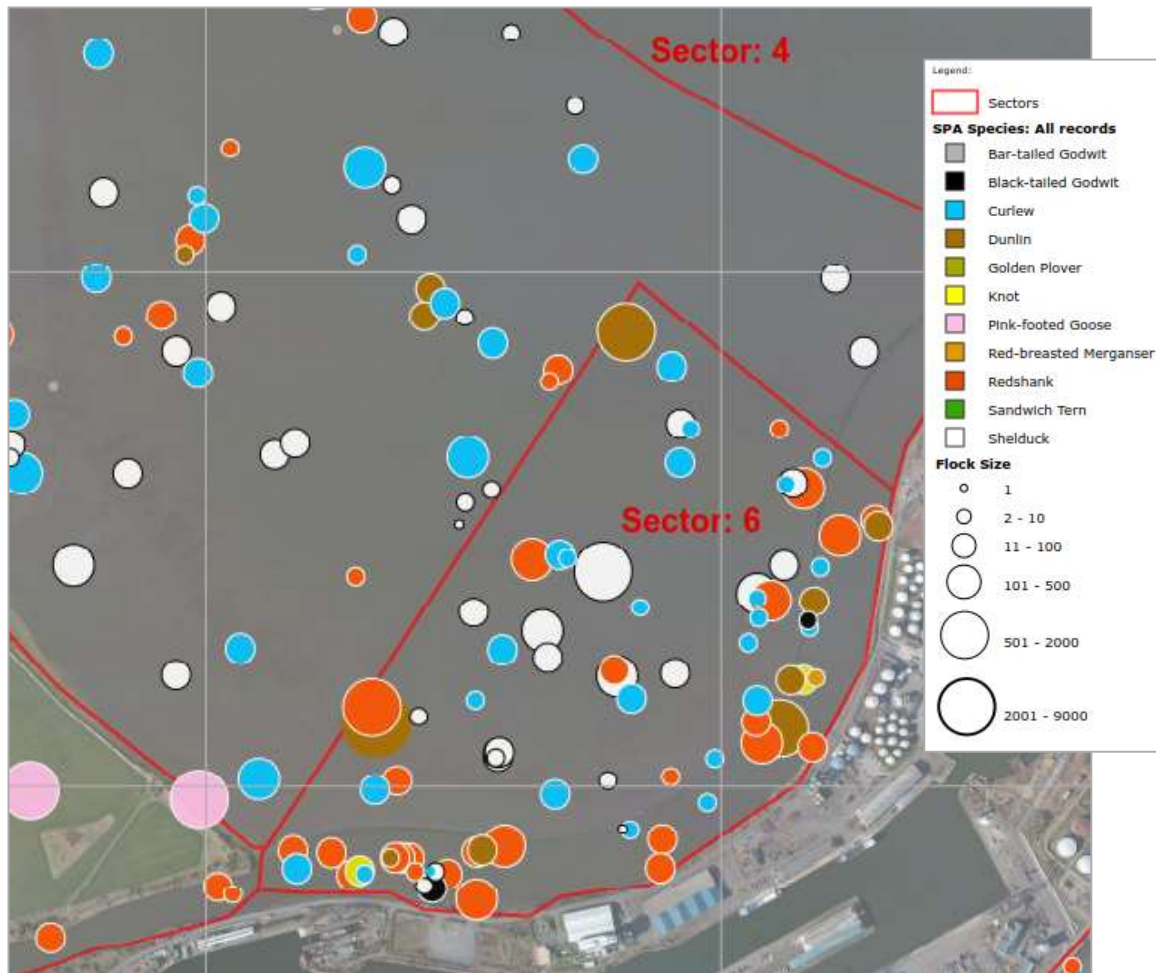 Sector: 4
Sector: 6
Legend:
Sectors
SPA Species: All records
Bar-tailed Godwit
Black-tailed Godwit
Curlew
Dunlin
Golden Plover
Knot
Pink-footed Goose
Red-breasted Merganser
Redshank
Sandwich Tern
Shelduck
Flock Size
1
2 - 10
11 - 100
101 - 500
501 - 2000
2001 - 9000